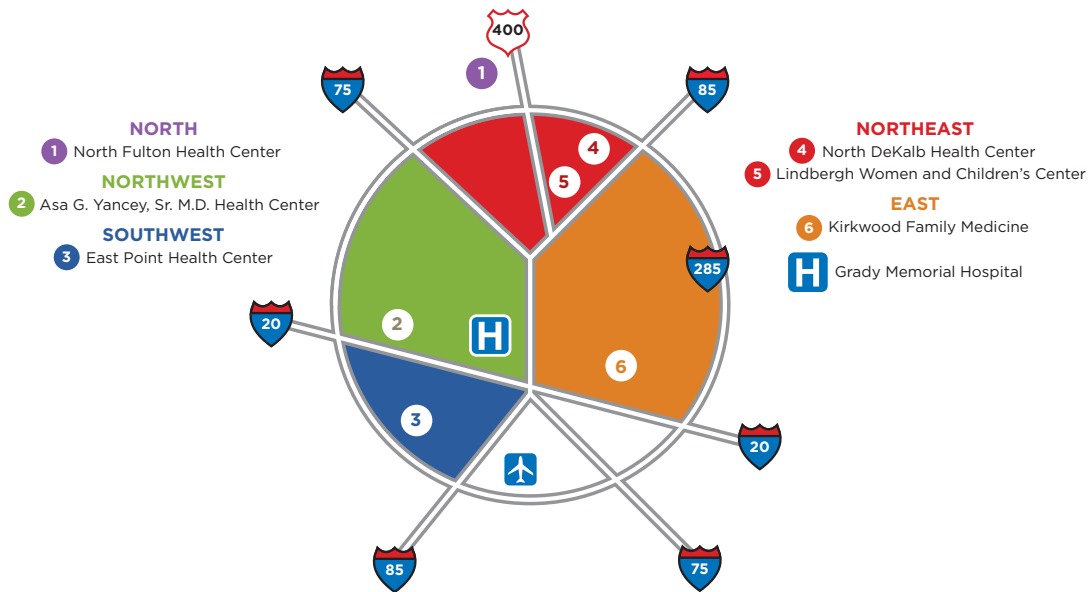 400
1
75
85
NORTH
1 North Fulton Health Center
NORTHWEST
2 Asa G. Yancey, Sr. M.D. Health Center
SOUTHWEST
3 East Point Health Center
NORTHEAST
4 North DeKalb Health Center
5 Lindbergh Women and Children’s Center
EAST
6 Kirkwood Family Medicine
H Grady Memorial Hospital
4
5
285
20
2
H
6
3
20
85
75